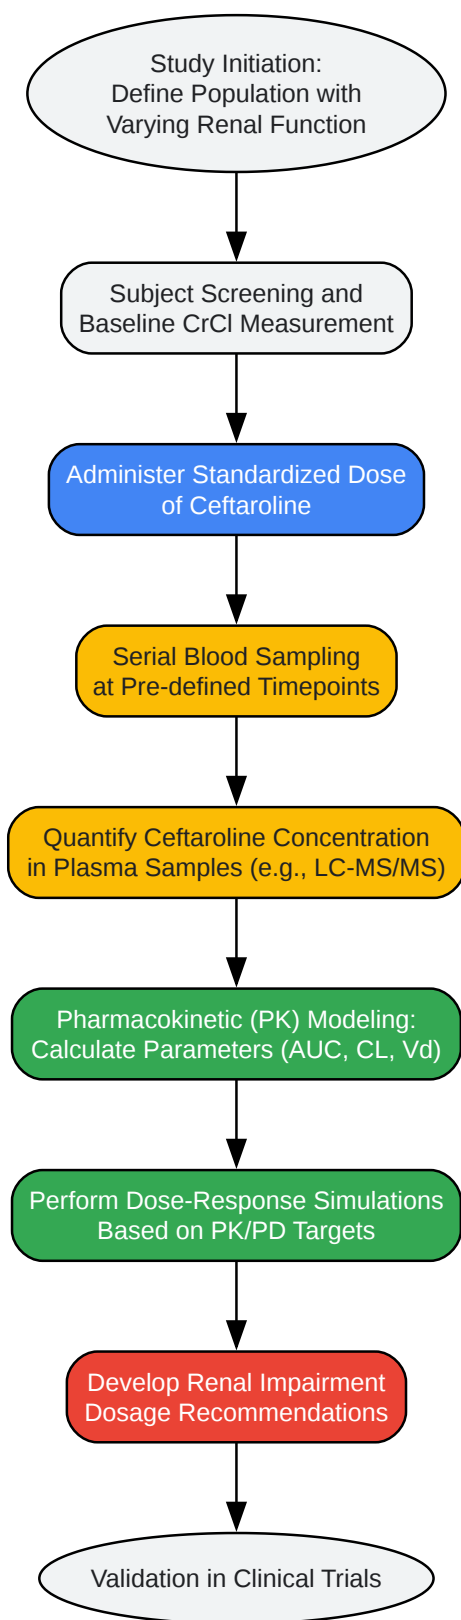 Study Initiation:
Define Population with
Varying Renal Function
Subject Screening and
Baseline CrCl Measurement
Administer Standardized Dose
of Ceftaroline
Serial Blood Sampling
at Pre-defined Timepoints
Quantify Ceftaroline Concentration
in Plasma Samples (e.g., LC-MS/MS)
Pharmacokinetic (PK) Modeling:
Calculate Parameters (AUC, CL, Vd)
Perform Dose-Response Simulations
Based on PK/PD Targets
Develop Renal Impairment
Dosage Recommendations
Validation in Clinical Trials